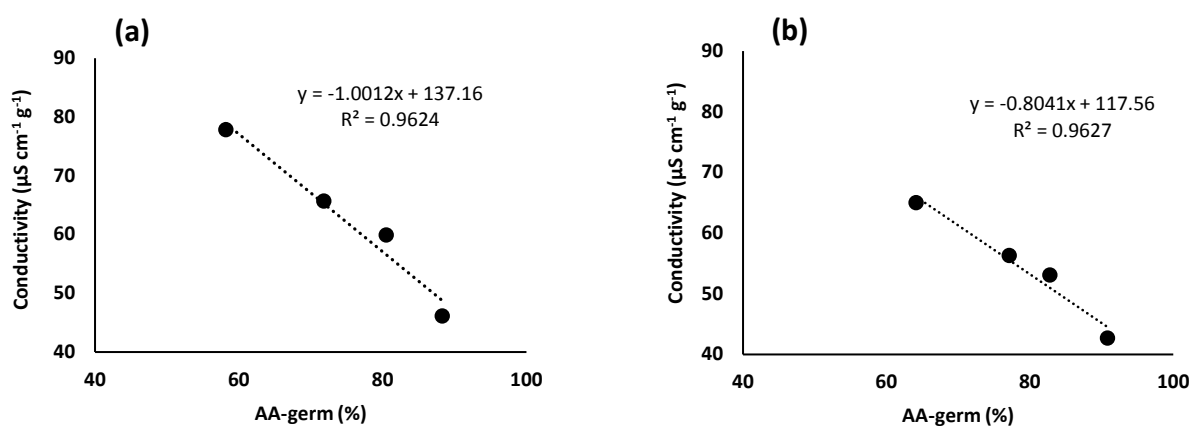 (a)
y = -1.0012x + 137.16
R² = 0.9624
Conductivity (µS cm⁻¹ g⁻¹)
90
80
70
60
50
40
40 60 80 100
AA-germ (%)
(b)
y = -0.8041x + 117.56
R² = 0.9627
Conductivity (µS cm⁻¹ g⁻¹)
90
80
70
60
50
40
40 60 80 100
AA-germ (%)